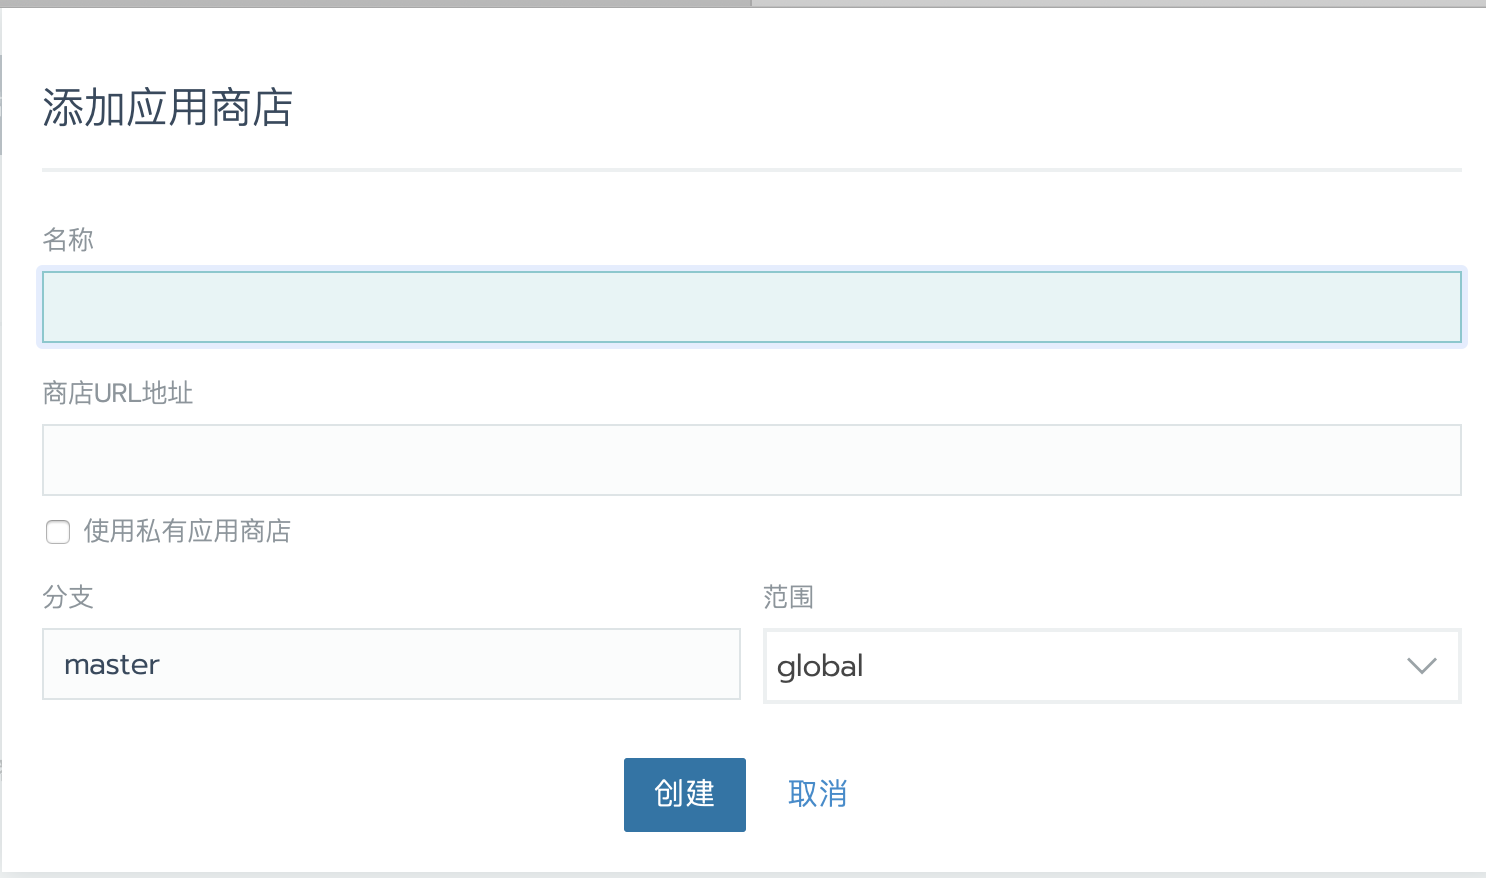 添加应用商店
名称
商店URL地址
使用私有应用商店
分支
范围
master
global
创建
取消